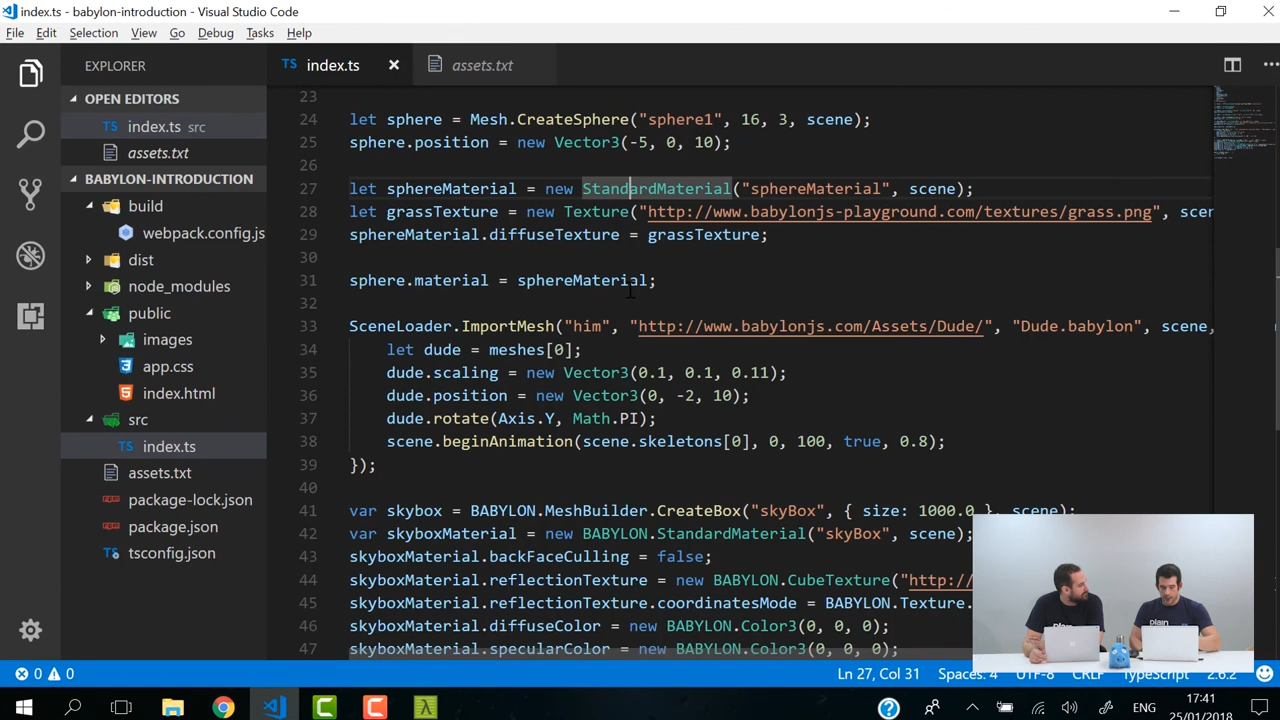 index.ts - babylon-introduction - Visual Studio Code
File Edit Selection View Go Debug Tasks Help
EXPLORER
TS index.ts
assets.txt
OPEN EDITORS
TS index.ts src
assets.txt
BABYLON-INTRODUCTION
build
webpack.config.js
dist
node_modules
public
images
app.css
index.html
src
TS index.ts
assets.txt
package-lock.json
package.json
tsconfig.json
23
24 let sphere = Mesh.CreateSphere("sphere1", 16, 3, scene);
25 sphere.position = new Vector3(-5, 0, 10);
26
27 let sphereMaterial = new StandardMaterial("sphereMaterial", scene);
28 let grassTexture = new Texture("http://www.babylonjs-playground.com/textures/grass.png", scen
29 sphereMaterial.diffuseTexture = grassTexture;
30
31 sphere.material = sphereMaterial;
32
33 SceneLoader.ImportMesh("him", "http://www.babylonjs.com/Assets/Dude/", "Dude.babylon", scene,
34 let dude = meshes[0];
35 dude.scaling = new Vector3(0.1, 0.1, 0.11);
36 dude.position = new Vector3(0, -2, 10);
37 dude.rotate(Axis.Y, Math.PI);
38 scene.beginAnimation(scene.skeletons[0], 0, 100, true, 0.8);
39 });
40
41 var skybox = BABYLON.MeshBuilder.CreateBox("skyBox", { size: 1000.0 }, scene);
42 var skyboxMaterial = new BABYLON.StandardMaterial("skyBox", scene);
43 skyboxMaterial.backFaceCulling = false;
44 skyboxMaterial.reflectionTexture = new BABYLON.CubeTexture("http://
45 skyboxMaterial.reflectionTexture.coordinatesMode = BABYLON.Texture.
46 skyboxMaterial.diffuseColor = new BABYLON.Color3(0, 0, 0);
47 skyboxMaterial.specularColor = new BABYLON.Color3(0, 0, 0);
plain
plain
0 0
Ln 27, Col 31 Spaces: 4 UTF-8 CRLF TypeScript 2.6.2
ENG
17:41
25/01/2018